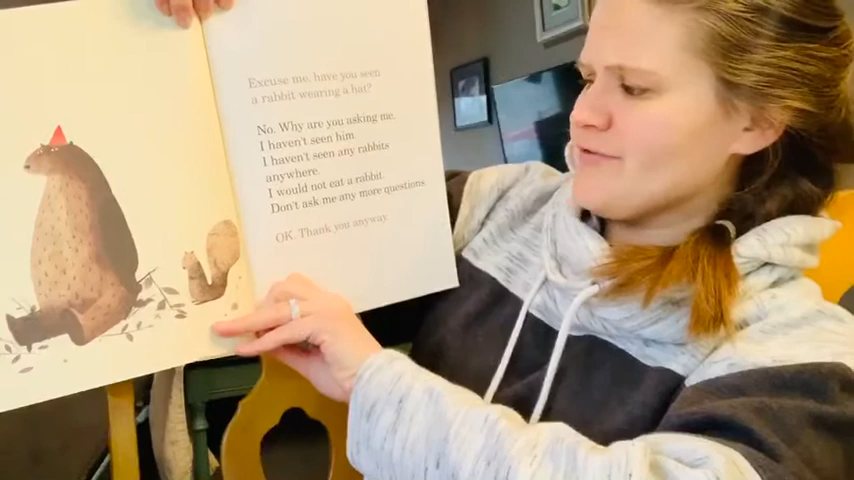 Excuse me, have you seen
a rabbit wearing a hat?
No. Why are you asking me.
I haven't seen him.
I haven't seen any rabbits
anywhere.
I would not eat a rabbit.
Don't ask me any more questions.
OK. Thank you anyway.